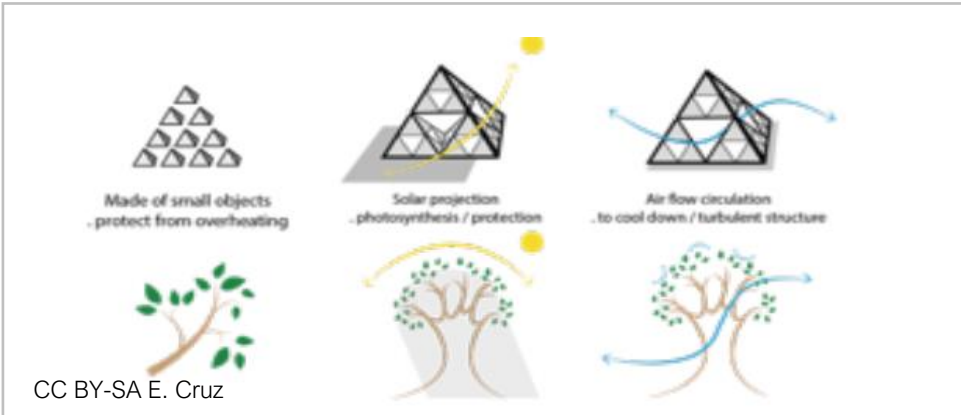 Made of small objects
. protect from overheating
Solar projection
. photosynthesis / protection
Air flow circulation
. to cool down / turbulent structure
CC BY-SA E. Cruz